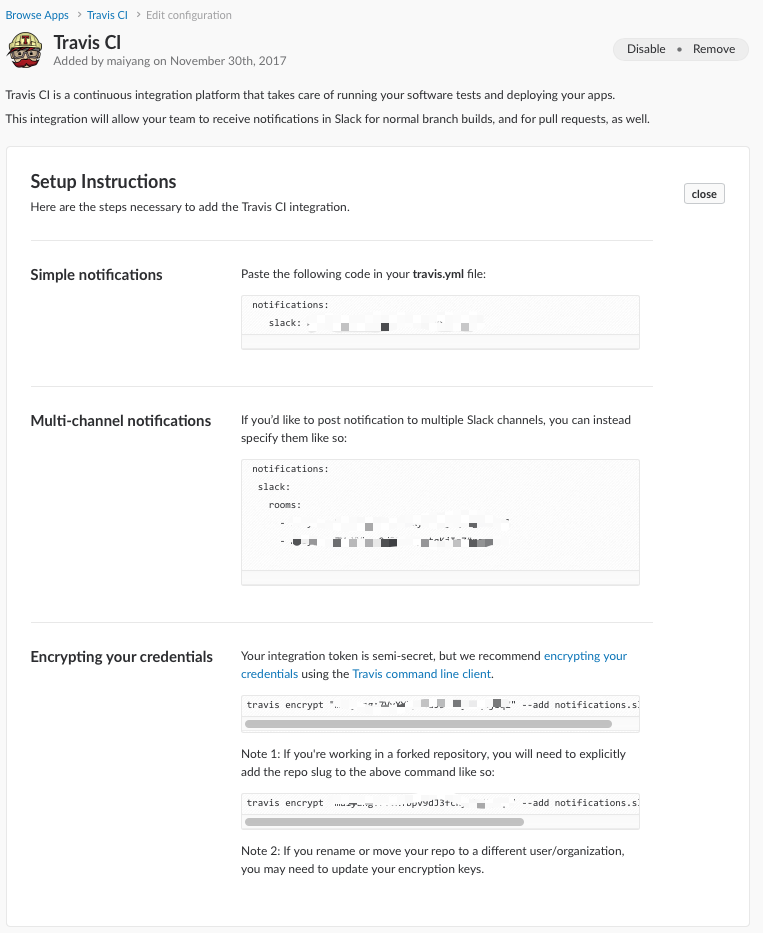 Browse Apps > Travis CI > Edit configuration
Travis CI
Added by maiyang on November 30th, 2017
Disable • Remove
Travis CI is a continuous integration platform that takes care of running your software tests and deploying your apps.
This integration will allow your team to receive notifications in Slack for normal branch builds, and for pull requests, as well.
Setup Instructions
close
Here are the steps necessary to add the Travis CI integration.
Simple notifications
Paste the following code in your travis.yml file:
notifications:
slack:
Multi-channel notifications
If you'd like to post notification to multiple Slack channels, you can instead
specify them like so:
notifications:
slack:
rooms:
-
-
Encrypting your credentials
Your integration token is semi-secret, but we recommend encrypting your
credentials using the Travis command line client.
travis encrypt " " --add notifications.
Note 1: If you're working in a forked repository, you will need to explicitly
add the repo slug to the above command like so:
travis encrypt --add notifications.
Note 2: If you rename or move your repo to a different user/organization,
you may need to update your encryption keys.